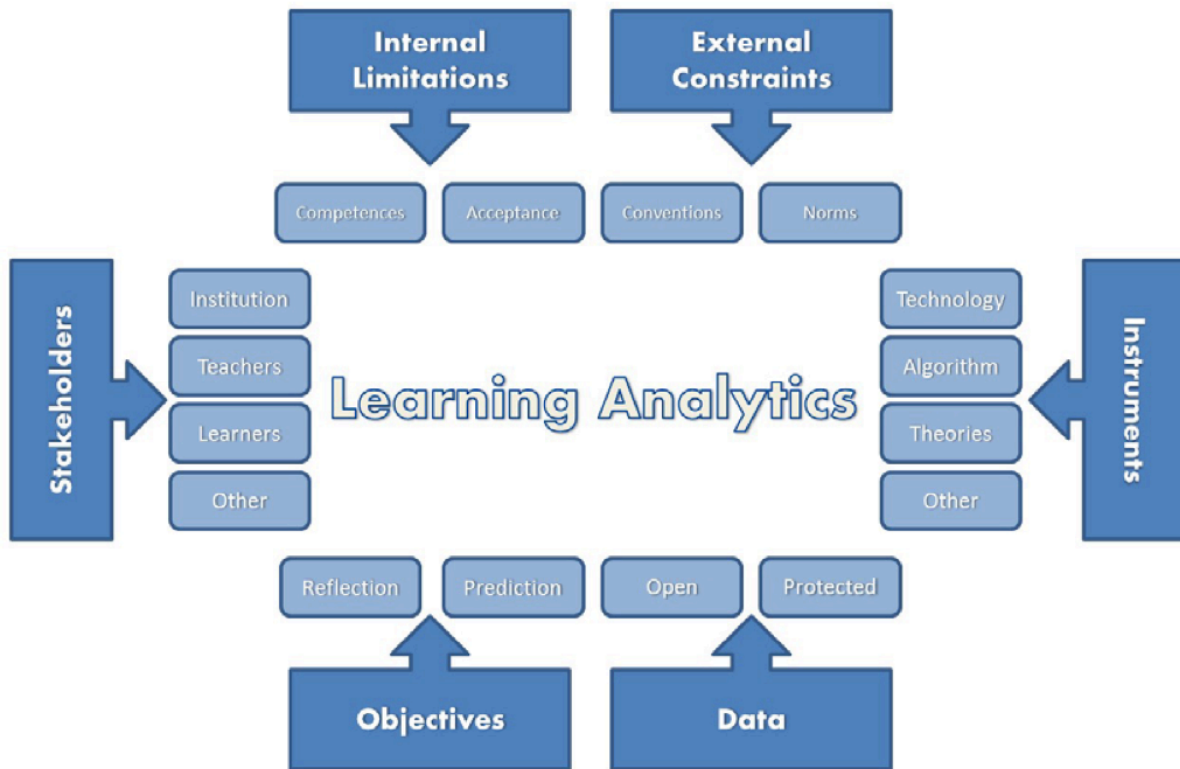 Internal
Limitations
External
Constraints
Competences
Acceptance
Conventions
Norms
Stakeholders
Institution
Teachers
Learners
Other
Learning Analytics
Technology
Algorithm
Theories
Other
Instruments
Reflection
Prediction
Open
Protected
Objectives
Data